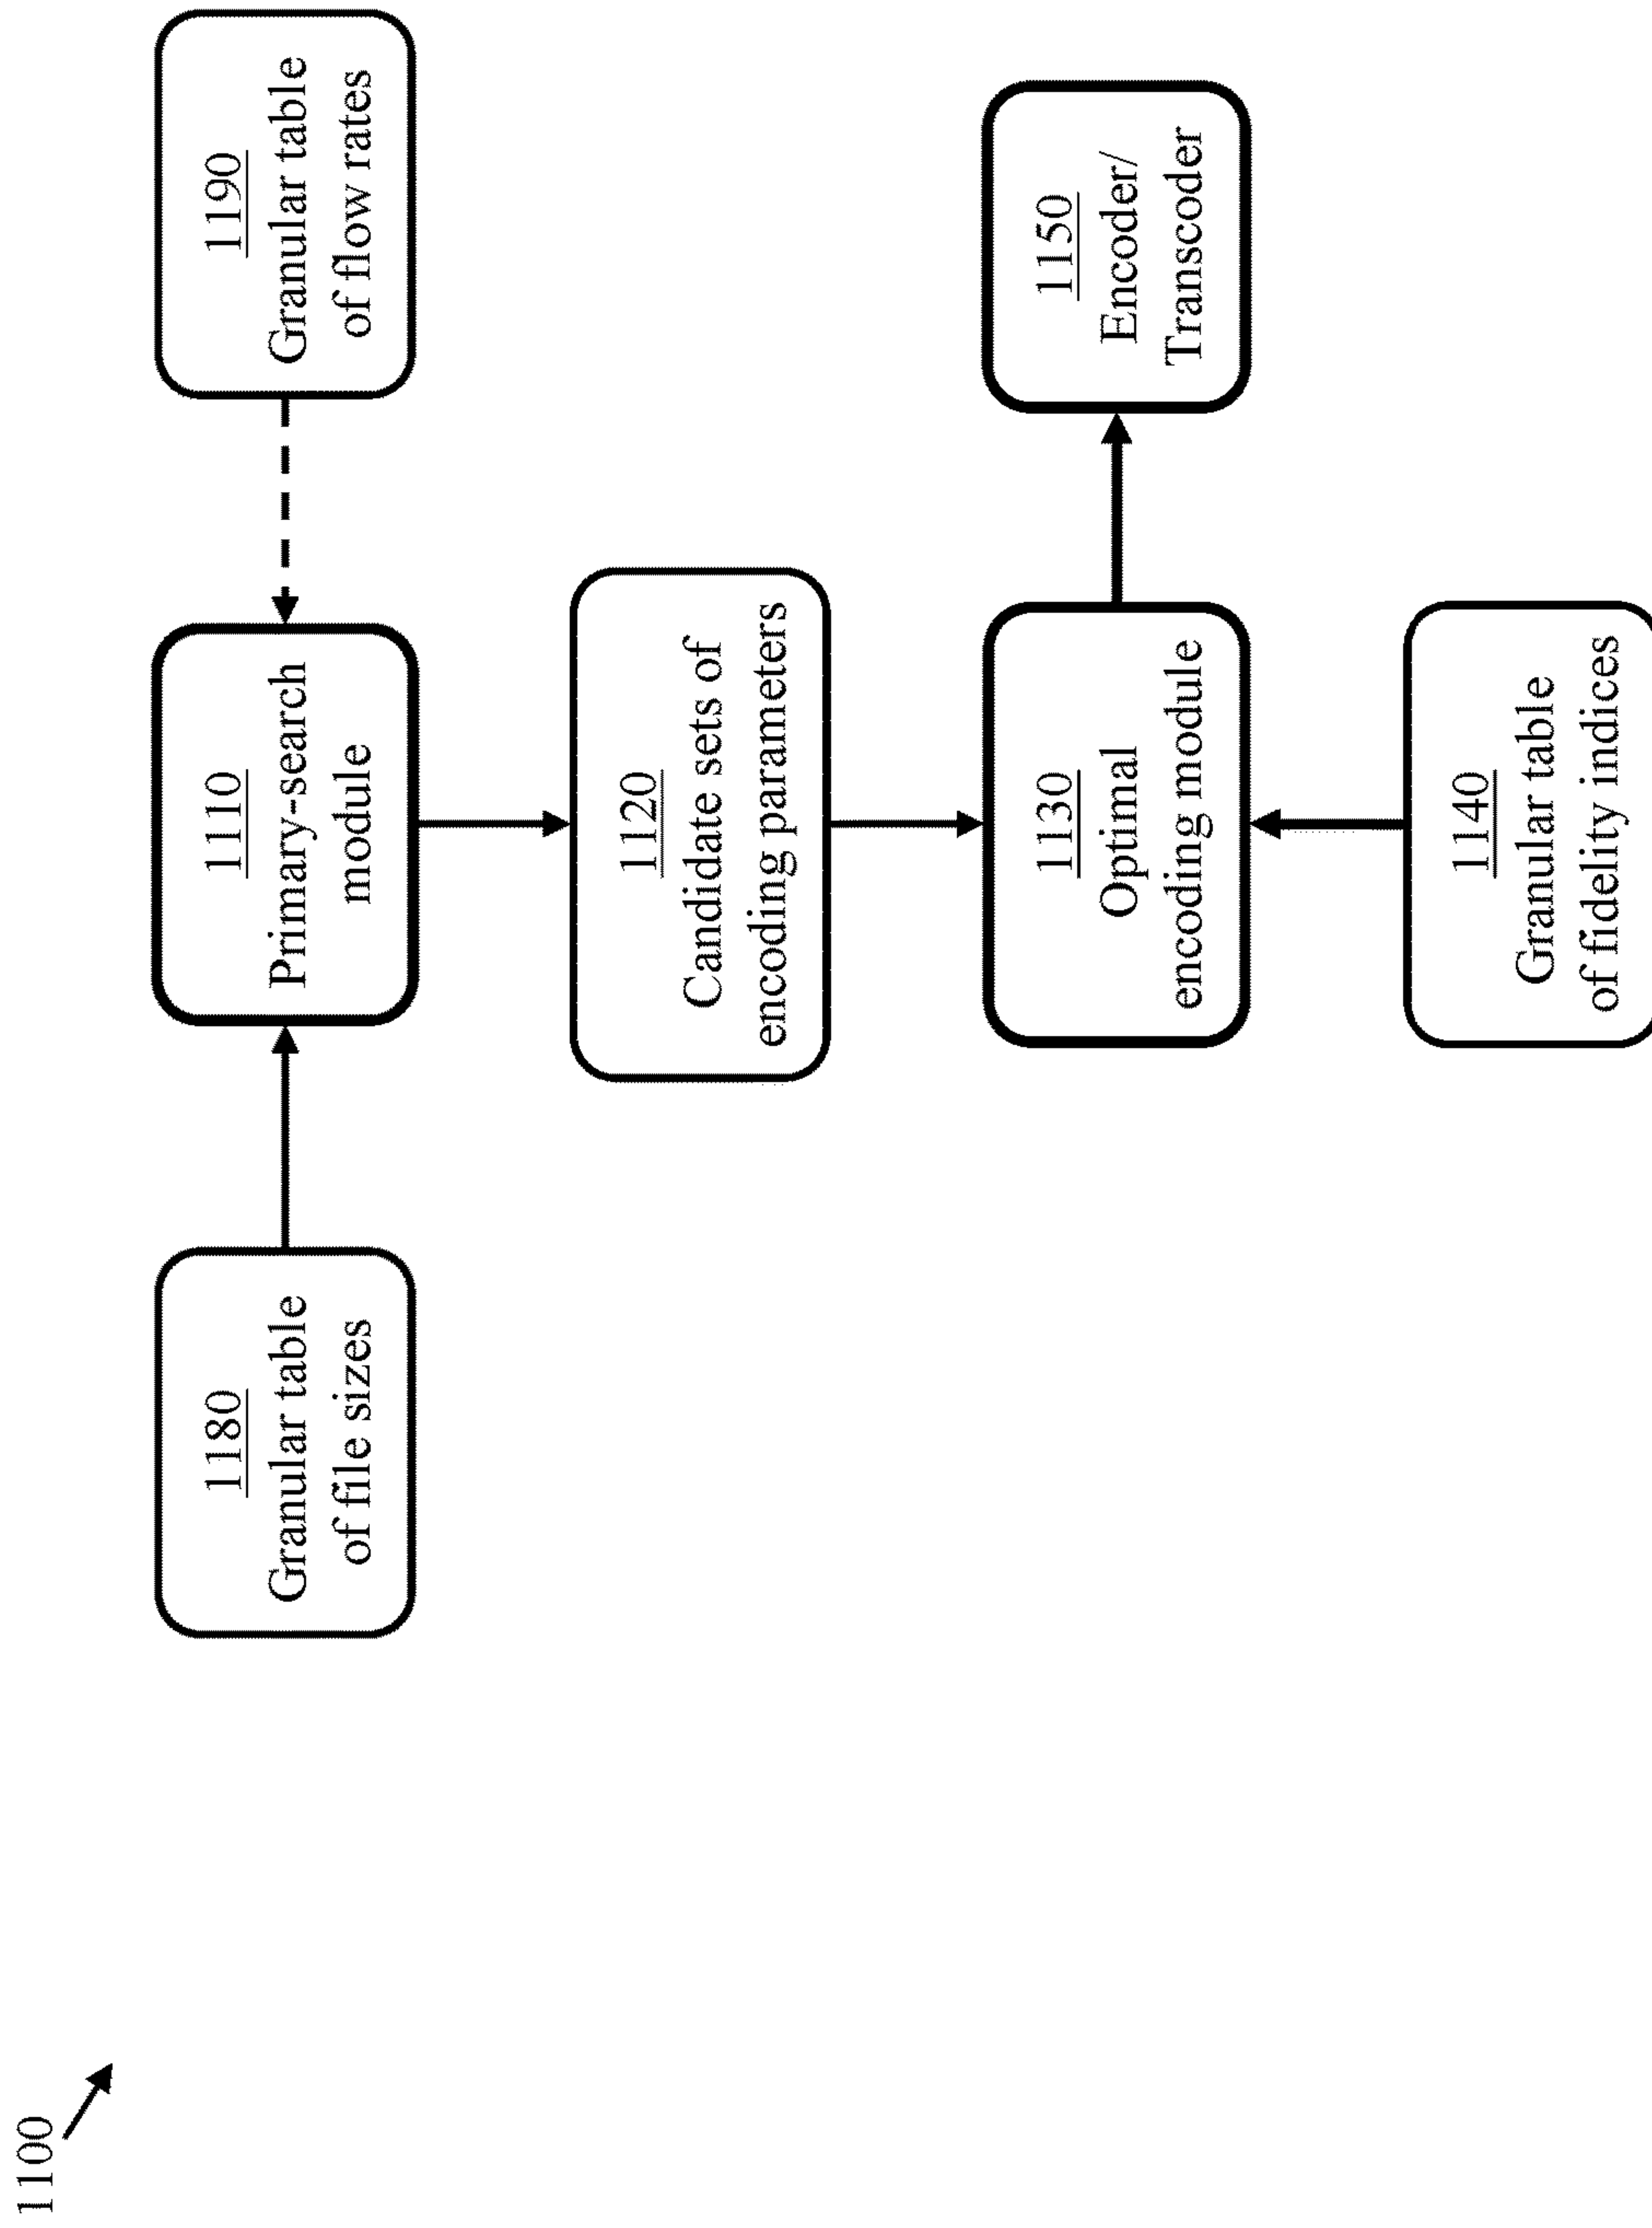 1100
1180
Granular table
of file sizes
1110
Primary-search
module
1190
Granular table
of flow rates
1120
Candidate sets of
encoding parameters
1130
Optimal
encoding module
1150
Encoder/
Transcoder
1140
Granular table
of fidelity indices